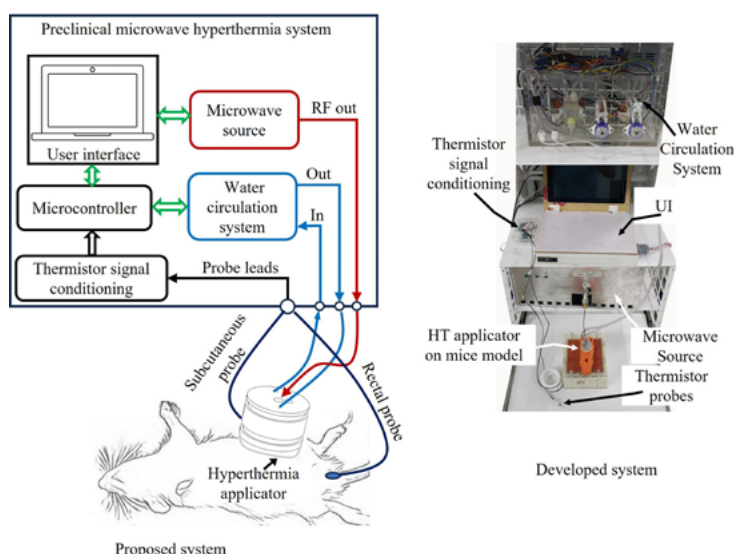 Preclinical microwave hyperthermia system
User interface
Microwave
source
RF out
Microcontroller
Water
circulation
system
Out
In
Thermistor signal
conditioning
Probe leads
Subcutaneous
probe
Rectal probe
Hyperthermia
applicator
Proposed system
Thermistor
signal
conditioning
Water
Circulation
System
UI
HT applicator
on mice model
Microwave
Source
Thermistor
probes
Developed system